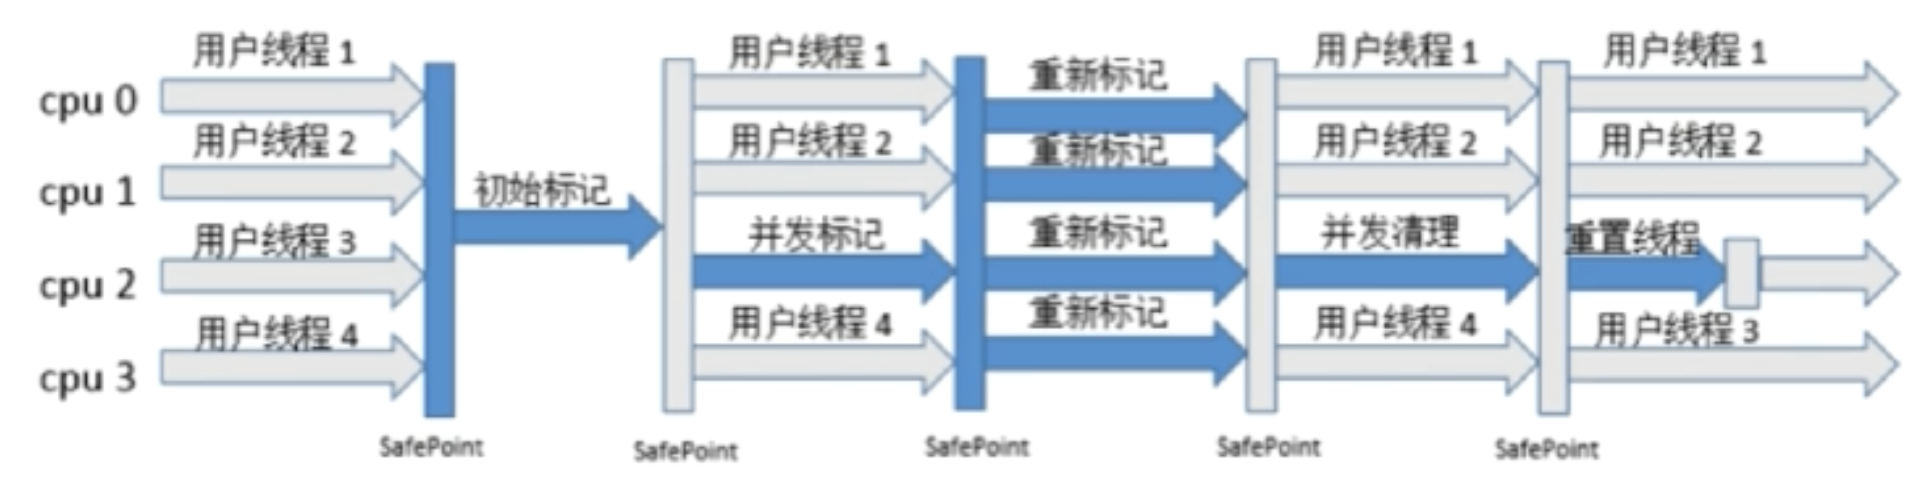 用户线程 1
用户线程 1
重新标记
用户线程 1
用户线程 1
cpu 0
用户线程 2
用户线程 2
重新标记
用户线程 2
用户线程 2
cpu 1
初始标记
用户线程 3
并发标记
重新标记
并发清理
重置线程
cpu 2
用户线程 4
用户线程 4
重新标记
用户线程 4
用户线程 3
cpu 3
SafePoint
SafePoint
SafePoint
SafePoint
SafePoint